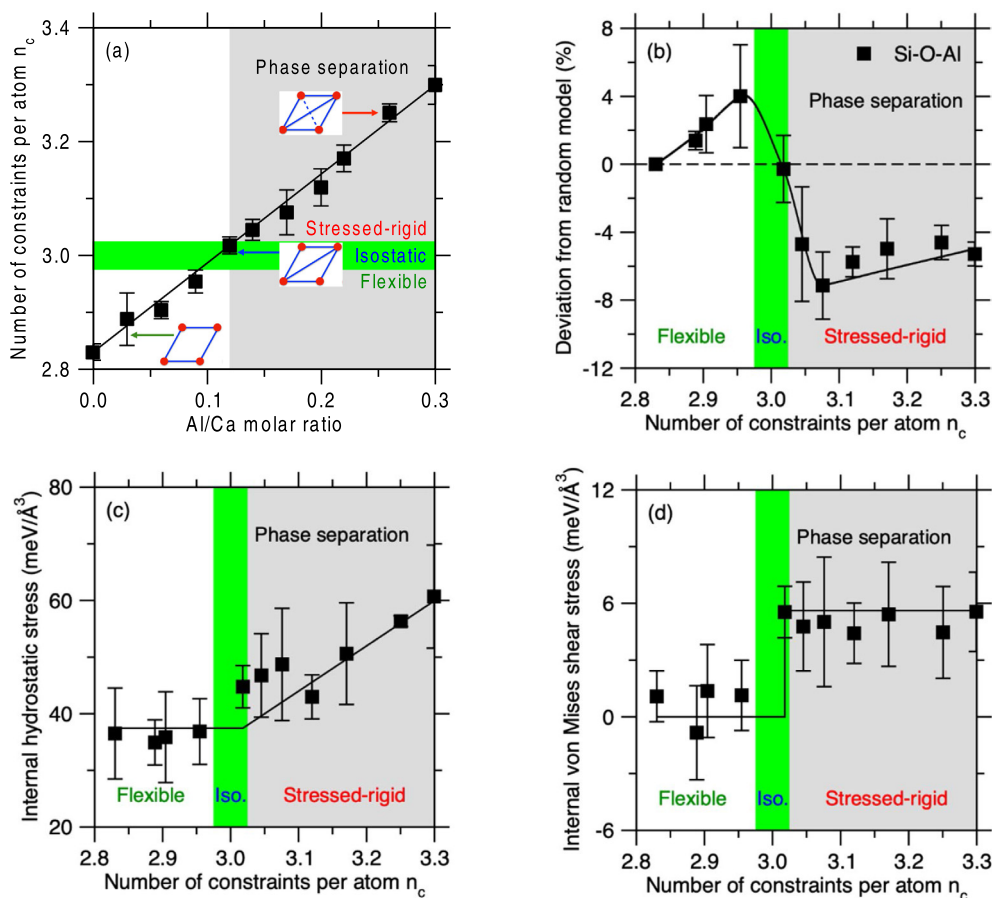 (a)
Phase separation
Stressed-rigid
Isostatic
Flexible
Number of constraints per atom nc
3.4
3.2
3.0
2.8
0.0
0.1
0.2
0.3
Al/Ca molar ratio
(b)
Si-O-Al
Phase separation
Flexible
Iso.
Stressed-rigid
Deviation from random model (%)
8
4
0
-4
-8
-12
2.8
2.9
3.0
3.1
3.2
3.3
Number of constraints per atom nc
(c)
Phase separation
Flexible
Iso.
Stressed-rigid
Internal hydrostatic stress (meV/Å³)
80
60
40
20
2.8
2.9
3.0
3.1
3.2
3.3
Number of constraints per atom nc
(d)
Phase separation
Flexible
Iso.
Stressed-rigid
Internal von Mises shear stress (meV/Å³)
12
6
0
-6
2.8
2.9
3.0
3.1
3.2
3.3
Number of constraints per atom nc